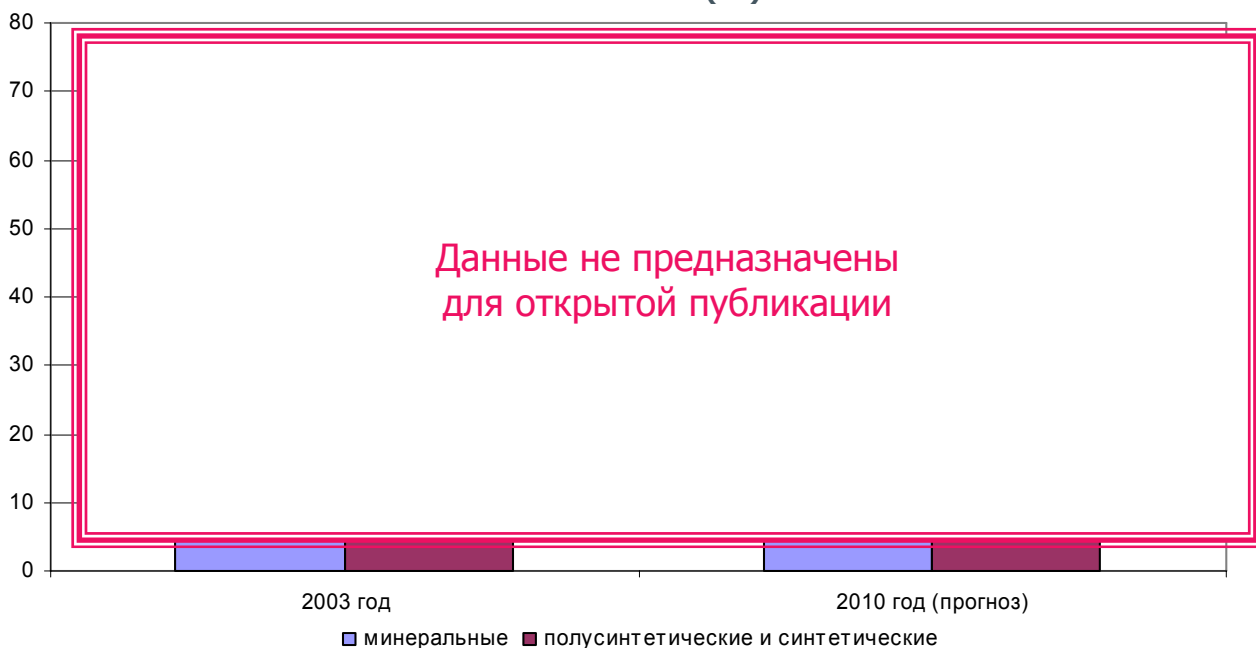 80
70
60
50
40
30
20
10
0
Данные не предназначены
для открытой публикации
2003 год
2010 год (прогноз)
минеральные
полусинтетические и синтетические